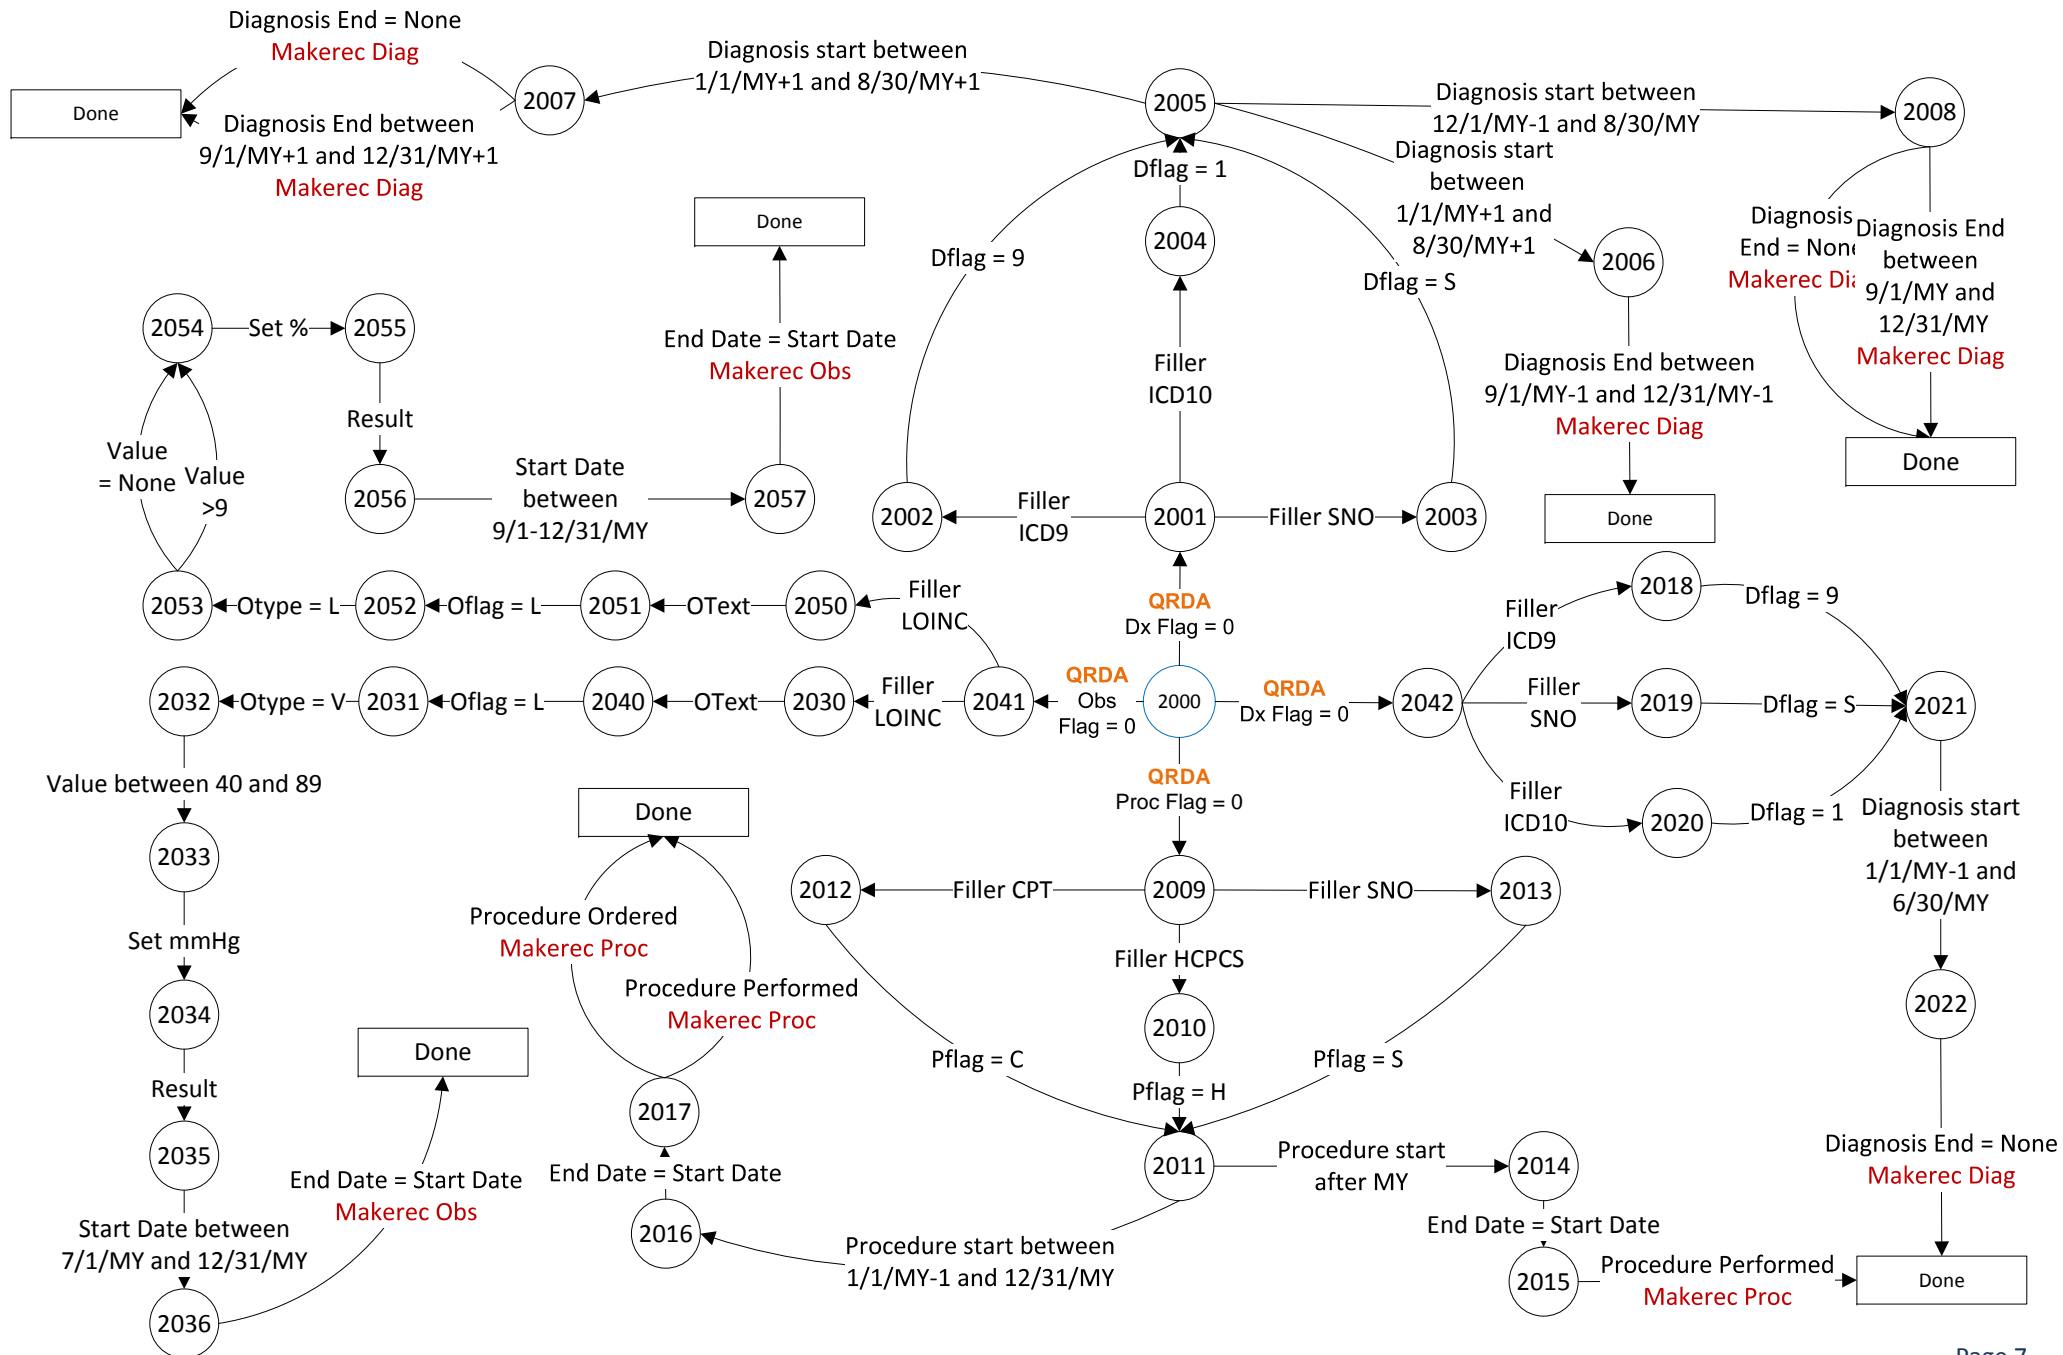 Diagnosis End = None
Makerec Diag
Diagnosis start between
1/1/MY+1 and 8/30/MY+1
2007
2005
Diagnosis start between
12/1/MY-1 and 8/30/MY
2008
Done
Diagnosis End between
9/1/MY+1 and 12/31/MY+1
Makerec Diag
Diagnosis start
between
1/1/MY+1 and
8/30/MY+1
Dflag = 1
Done
2004
Dflag = 9
Dflag = S
2006
Diagnosis
End = None
Makerec Diag
Diagnosis End
between
9/1/MY and
12/31/MY
Makerec Diag
2054
Set %
2055
End Date = Start Date
Makerec Obs
Filler
ICD10
Diagnosis End between
9/1/MY-1 and 12/31/MY-1
Makerec Diag
Result
Value
= None
Value
>9
Done
2056
Start Date
between
9/1-12/31/MY
2057
2002
Filler
ICD9
2001
Filler SNO
2003
Done
2053
Otype = L
2052
Oflag = L
2051
OText
2050
Filler
LOINC
QRDA
Dx Flag = 0
Filler
ICD9
2018
Dflag = 9
2032
Otype = V
2031
Oflag = L
2040
OText
2030
Filler
LOINC
2041
QRDA
Obs
Flag = 0
2000
QRDA
Dx Flag = 0
2042
Filler
SNO
2019
Dflag = S
2021
Value between 40 and 89
QRDA
Proc Flag = 0
Filler
ICD10
2020
Dflag = 1
Diagnosis start
between
1/1/MY-1 and
6/30/MY
Done
2033
2012
Filler CPT
2009
Filler SNO
2013
Procedure Ordered
Makerec Proc
Set mmHg
Filler HCPCS
Procedure Performed
Makerec Proc
2034
2010
2022
Done
Pflag = C
Pflag = S
Result
Pflag = H
2017
2035
End Date = Start Date
Makerec Obs
End Date = Start Date
2011
Procedure start
after MY
2014
Diagnosis End = None
Makerec Diag
Start Date between
7/1/MY and 12/31/MY
2016
Procedure start between
1/1/MY-1 and 12/31/MY
End Date = Start Date
2015
Procedure Performed
Makerec Proc
Done
2036
Page 7